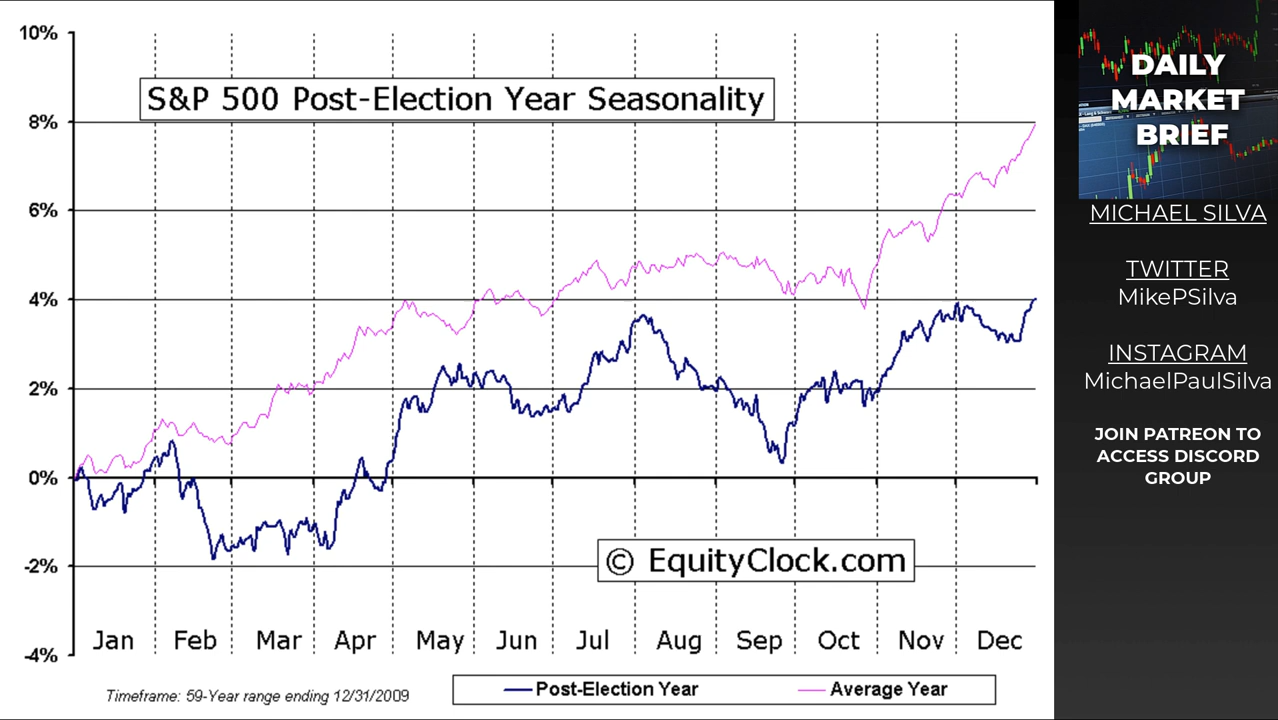 10%
8%
6%
4%
2%
0%
-2%
-4%
S&P 500 Post-Election Year Seasonality
© EquityClock.com
Jan Feb Mar Apr May Jun Jul Aug Sep Oct Nov Dec
Timeframe: 59-Year range ending 12/31/2009
Post-Election Year Average Year
DAILY
MARKET
BRIEF
MICHAEL SILVA
TWITTER
MikePSilva
INSTAGRAM
MichaelPaulSilva
JOIN PATREON TO
ACCESS DISCORD
GROUP